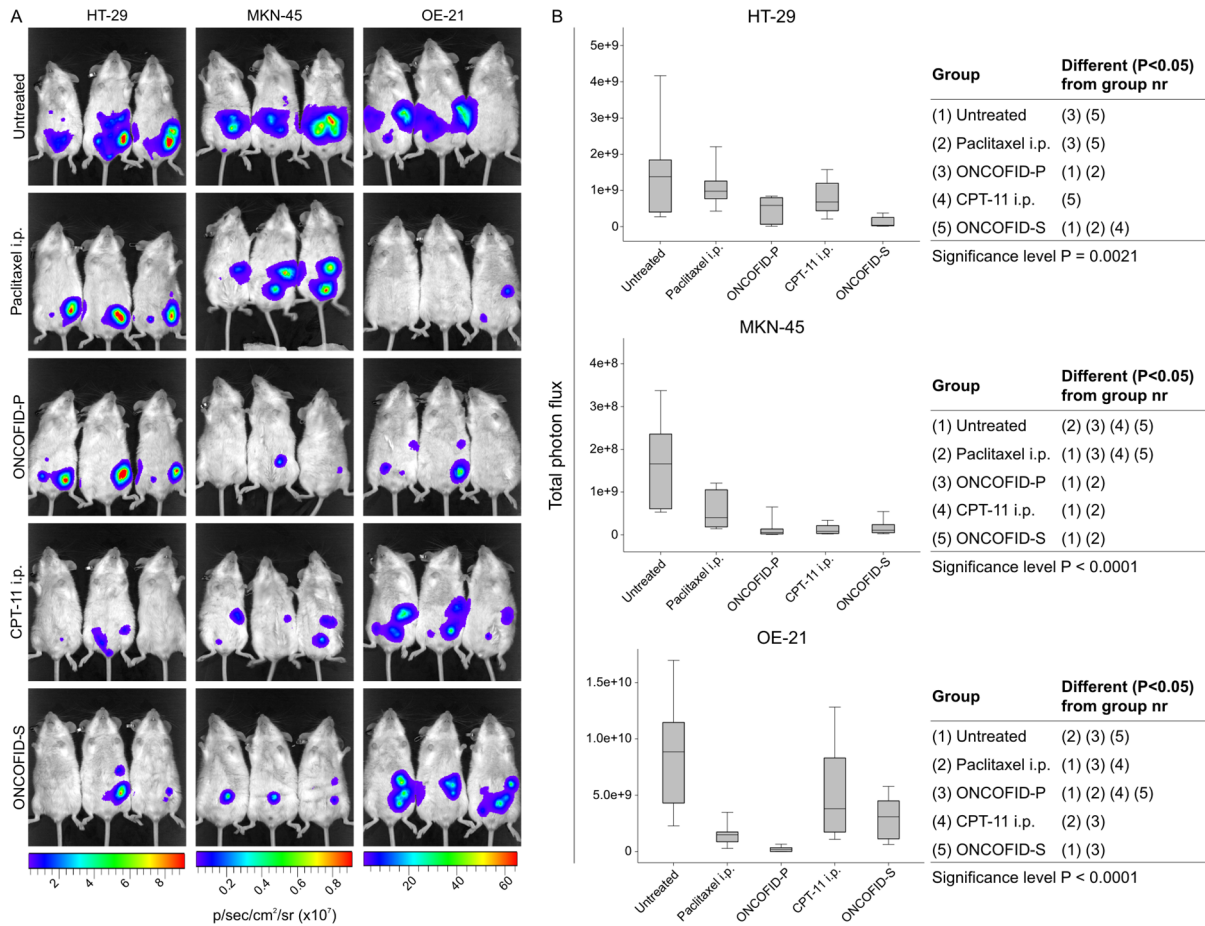 A
HT-29
MKN-45
OE-21
Untreated
Paclitaxel i.p.
ONCOFID-P
CPT-11 i.p.
ONCOFID-S
2
4
6
8
0.2
0.4
0.6
0.8
20
40
60
p/sec/cm²/sr (x10⁷)
B
Total photon flux
HT-29
5e+9
4e+9
3e+9
2e+9
1e+9
0
Untreated
Paclitaxel i.p.
ONCOFID-P
CPT-11 i.p.
ONCOFID-S
Group Different (P<0.05) from group nr
(1) Untreated (3) (5)
(2) Paclitaxel i.p. (3) (5)
(3) ONCOFID-P (1) (2)
(4) CPT-11 i.p. (5)
(5) ONCOFID-S (1) (2) (4)
Significance level P = 0.0021
MKN-45
4e+8
3e+8
2e+8
1e+9
0
Untreated
Paclitaxel i.p.
ONCOFID-P
CPT-11 i.p.
ONCOFID-S
Group Different (P<0.05) from group nr
(1) Untreated (2) (3) (4) (5)
(2) Paclitaxel i.p. (1) (3) (4) (5)
(3) ONCOFID-P (1) (2)
(4) CPT-11 i.p. (1) (2)
(5) ONCOFID-S (1) (2)
Significance level P < 0.0001
OE-21
1.5e+10
1.0e+10
5.0e+9
0
Untreated
Paclitaxel i.p.
ONCOFID-P
CPT-11 i.p.
ONCOFID-S
Group Different (P<0.05) from group nr
(1) Untreated (2) (3) (5)
(2) Paclitaxel i.p. (1) (3) (4)
(3) ONCOFID-P (1) (2) (4) (5)
(4) CPT-11 i.p. (2) (3)
(5) ONCOFID-S (1) (3)
Significance level P < 0.0001